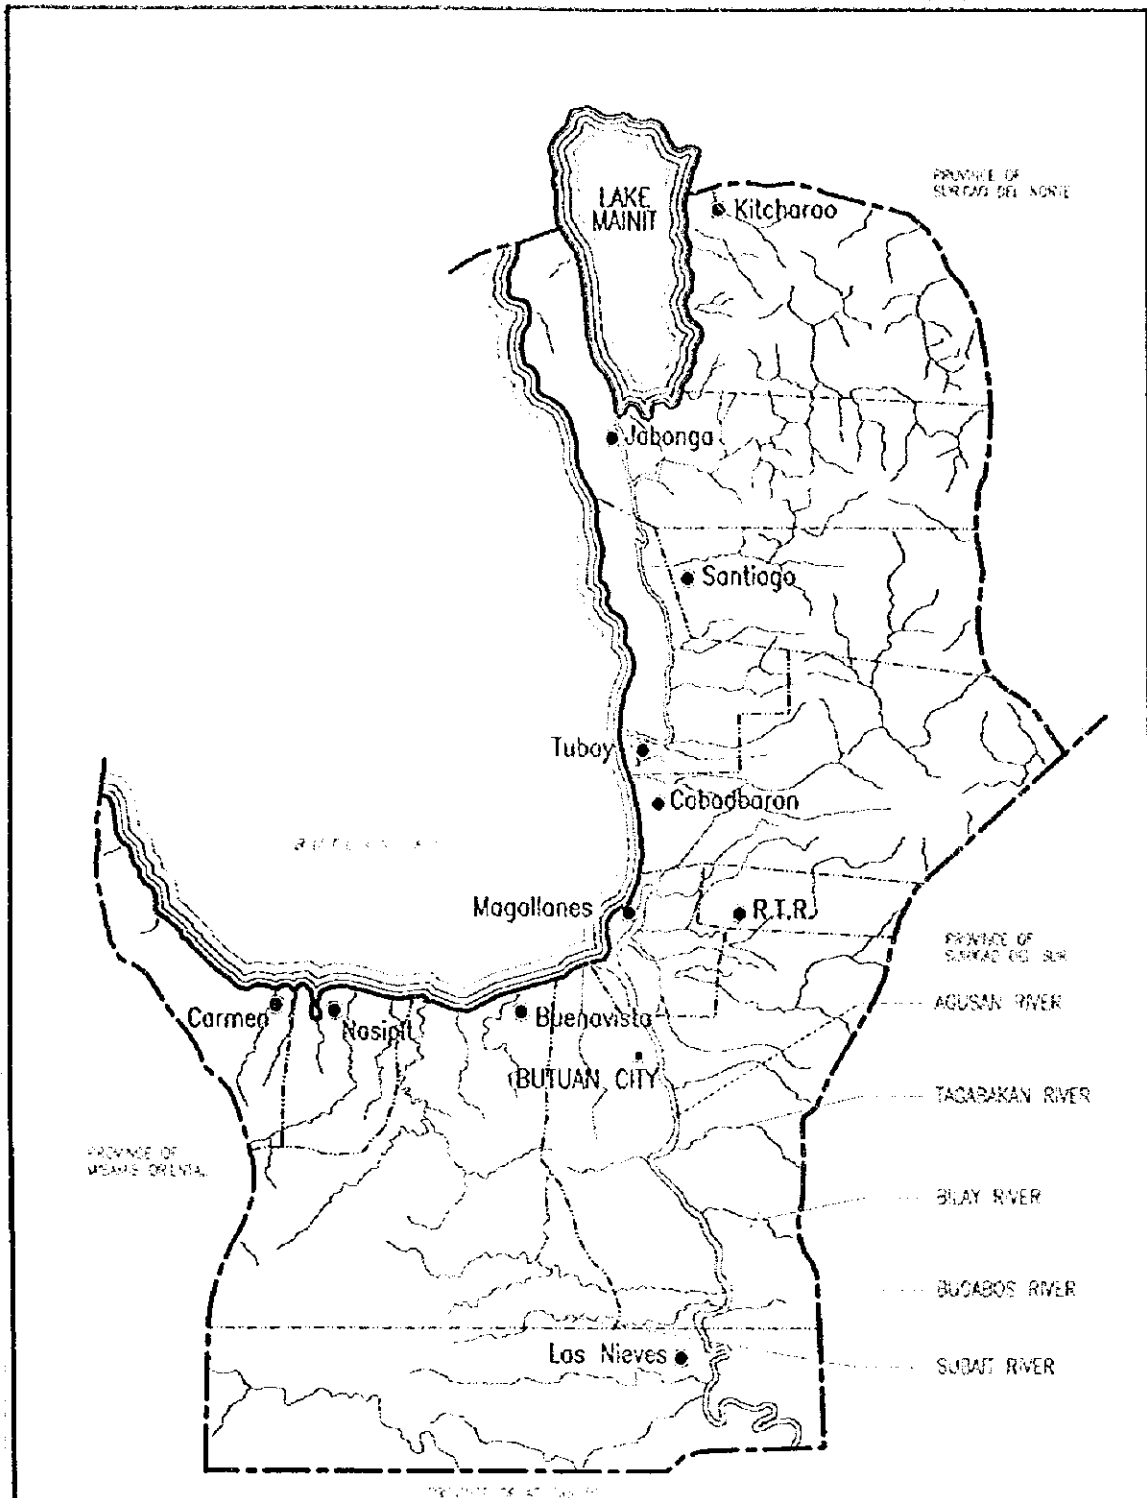 LAKE
MAINIT
Kitcharao
PROVINCE OF
SURIGAO DEL NORTE
Jabonga
Santiago
Tubay
Cabadbaran
Magallanes
R.T.R.
PROVINCE OF
SURIGAO DEL SUR
AGUSAN RIVER
Carmen
Nasipit
Buenavista
BUTUAN CITY
TAGABAKAN RIVER
PROVINCE OF
MISAMIS ORIENTAL
BILAY RIVER
BUGABOS RIVER
Las Nieves
SUBAIT RIVER
PROVINCE OF